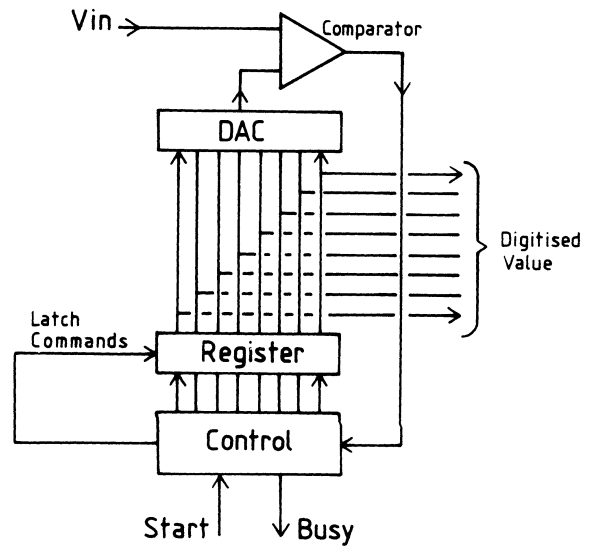 Vin
Comparator
DAC
Digitised
Value
Latch
Commands
Register
Control
Start
Busy